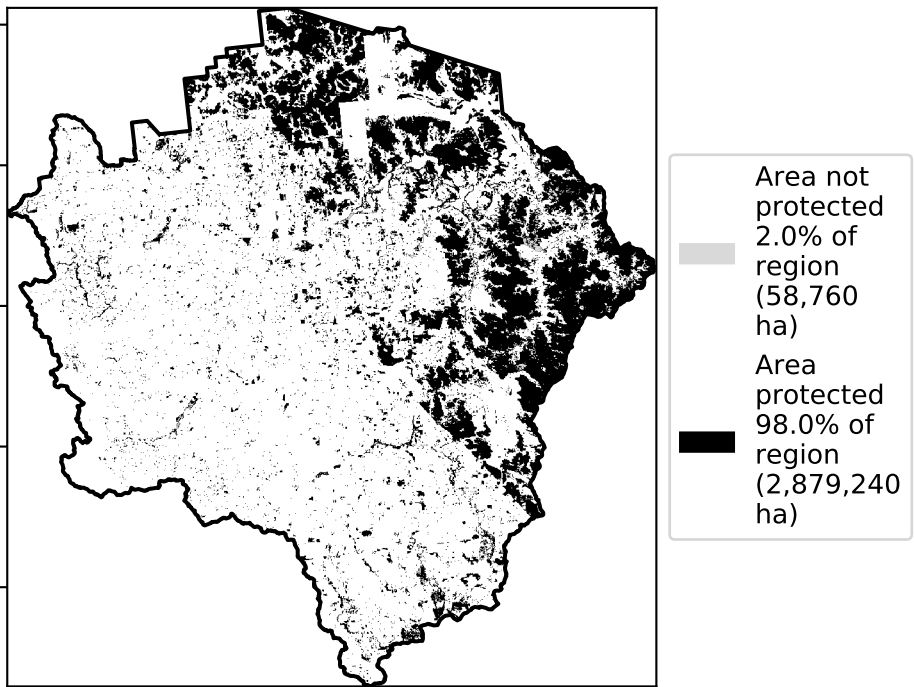 Area not
protected
2.0% of
region
(58,760
ha)
Area
protected
98.0% of
region
(2,879,240
ha)